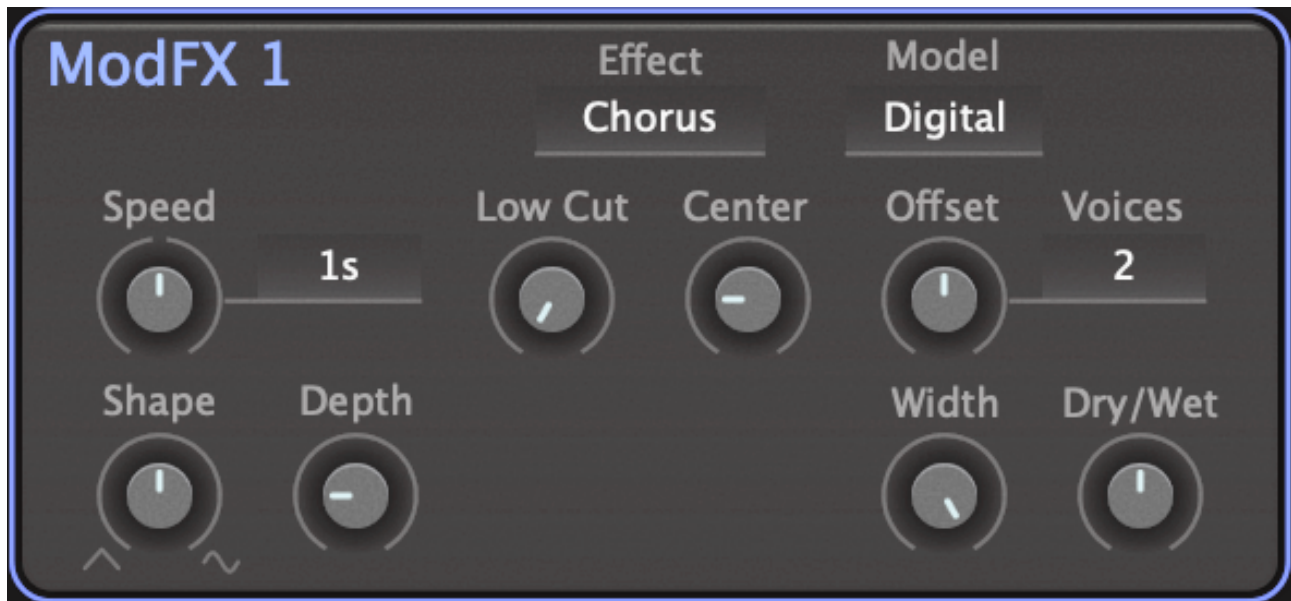 ModFX 1
Effect
Model
Chorus
Digital
Speed
Low Cut
Center
Offset
Voices
1s
2
Shape
Depth
Width
Dry/Wet